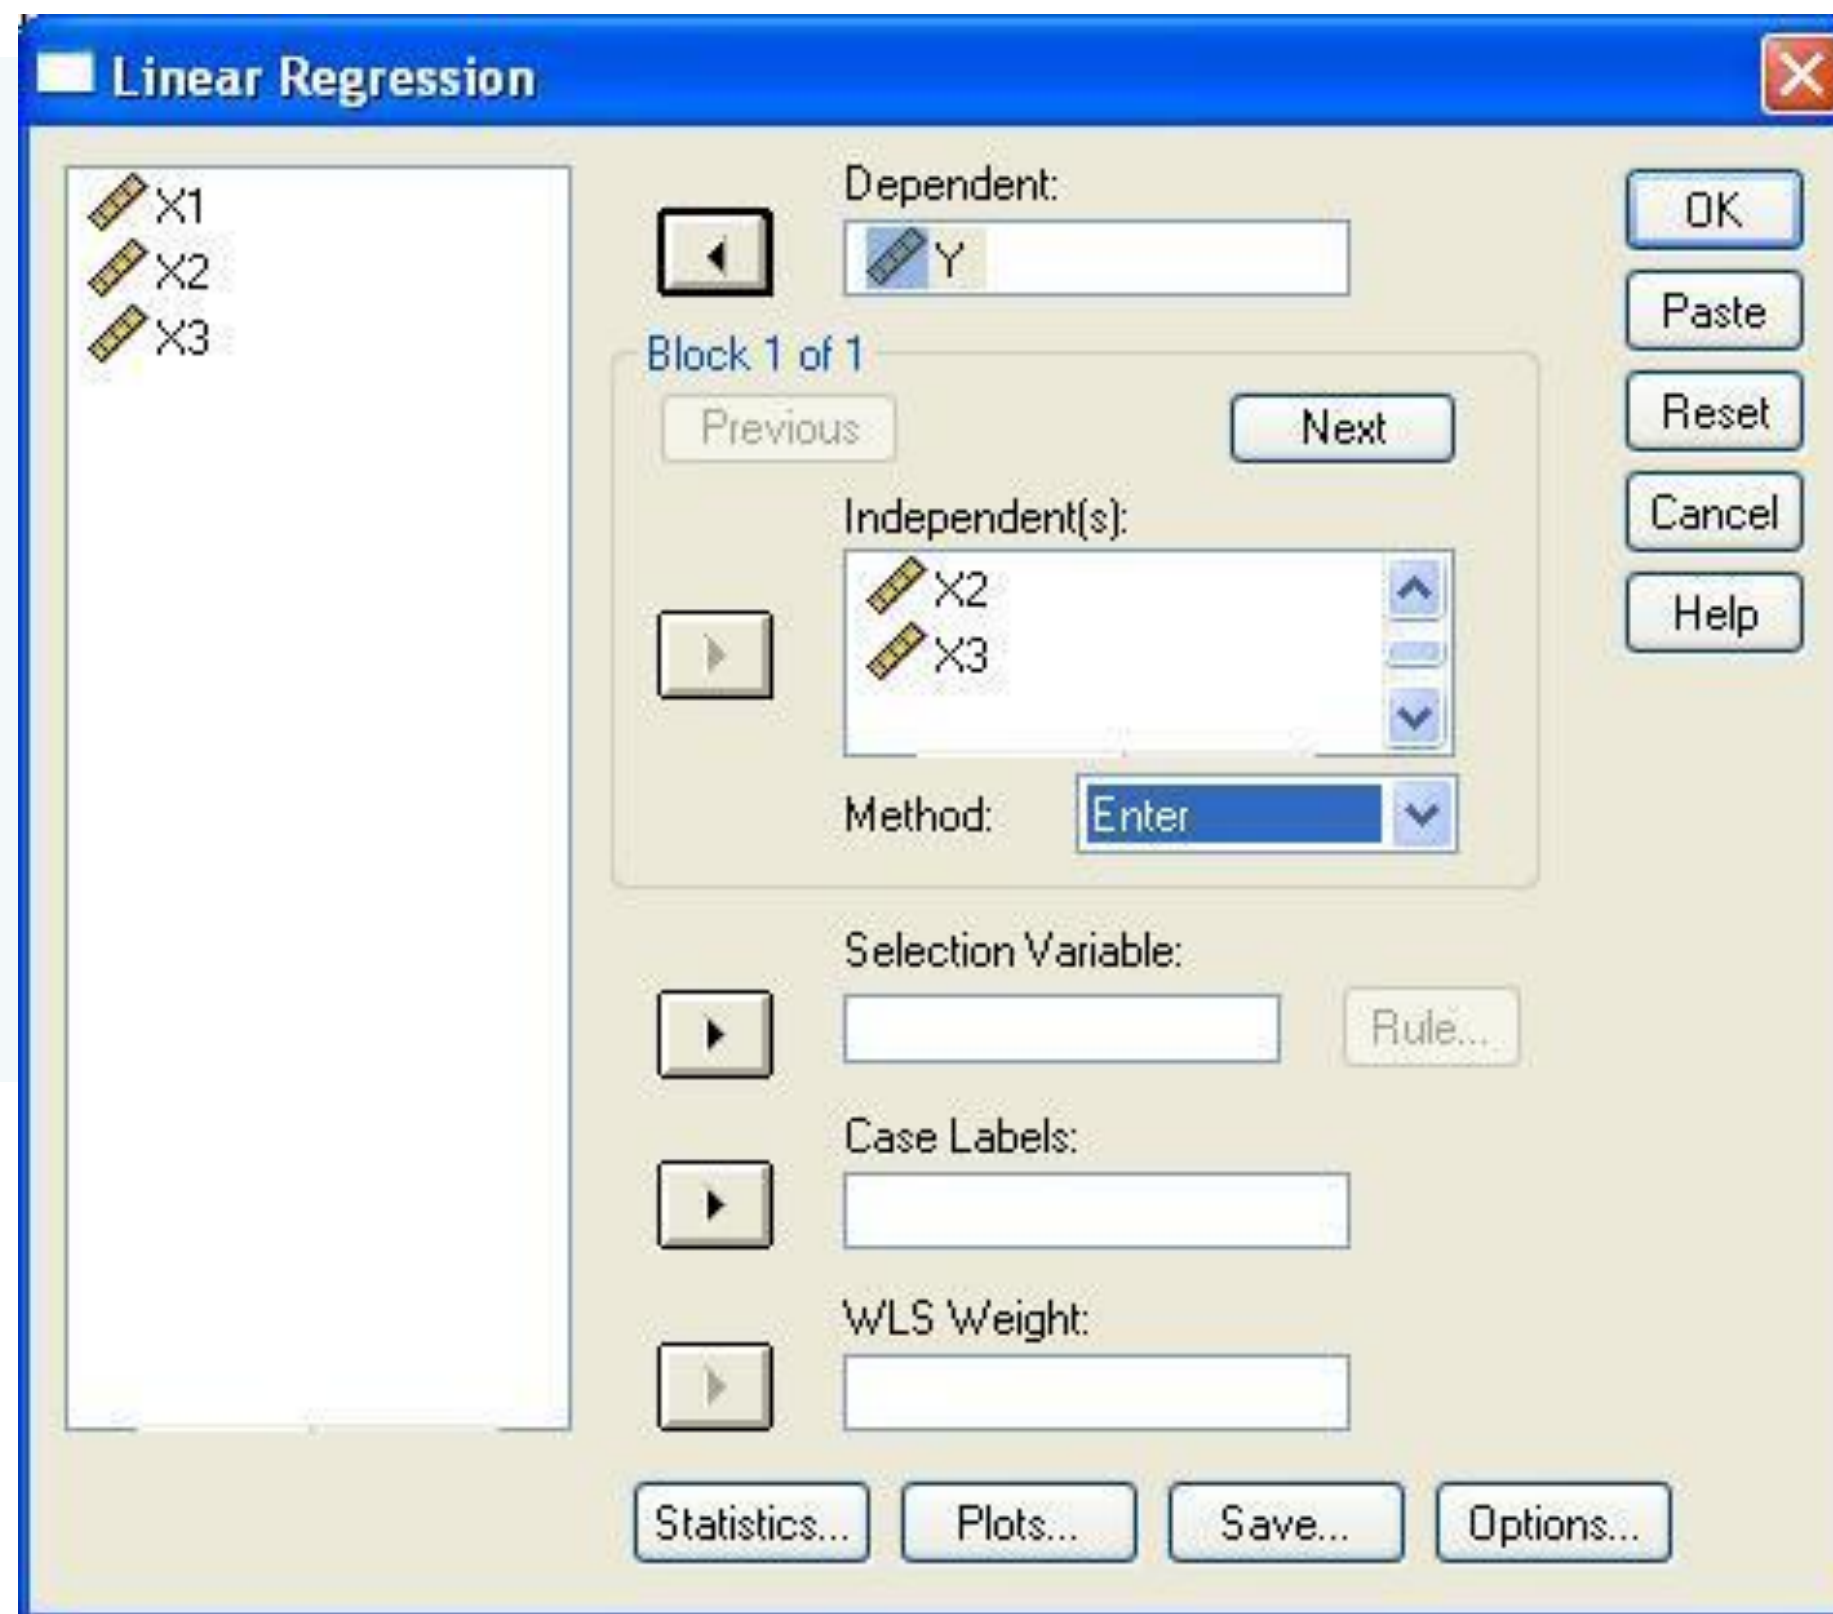 Linear Regression
X1
X2
X3
Dependent:
Y
Block 1 of 1
Previous
Next
Independent(s):
X2
X3
Method:
Enter
Selection Variable:
Rule...
Case Labels:
WLS Weight:
Statistics...
Plots...
Save...
Options...
OK
Paste
Reset
Cancel
Help